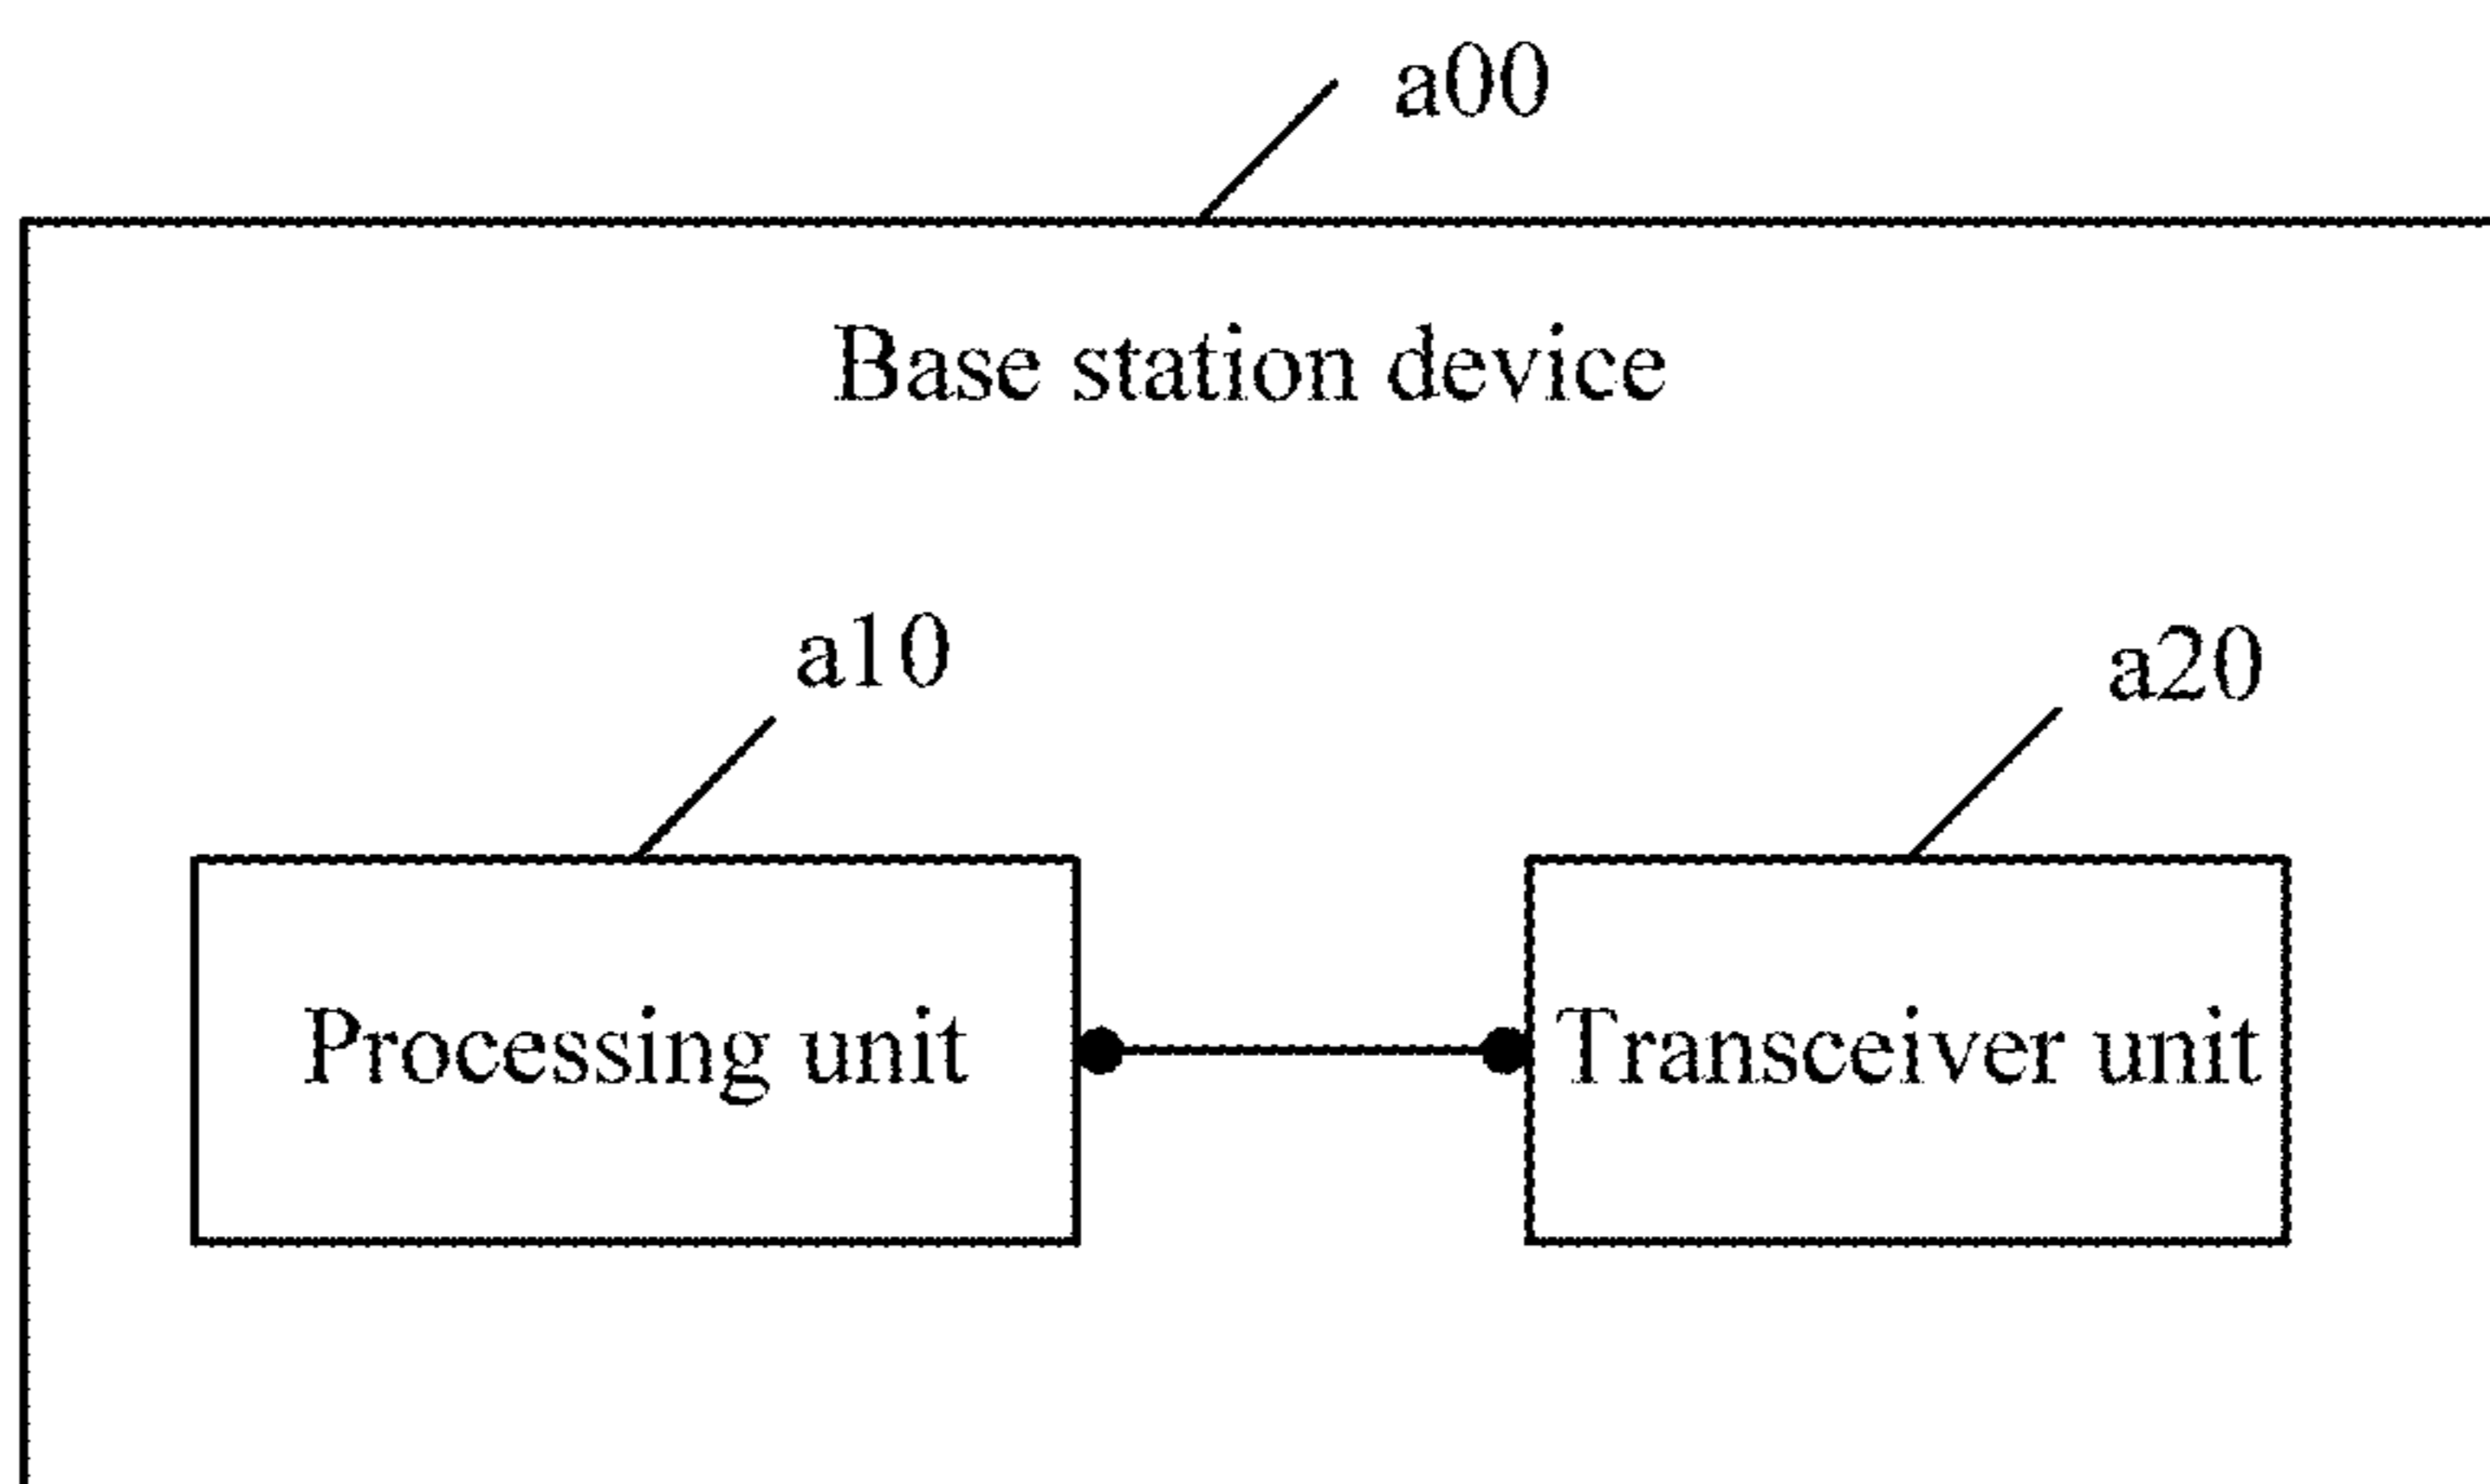 a00
Base station device
a10
a20
Processing unit
Transceiver unit